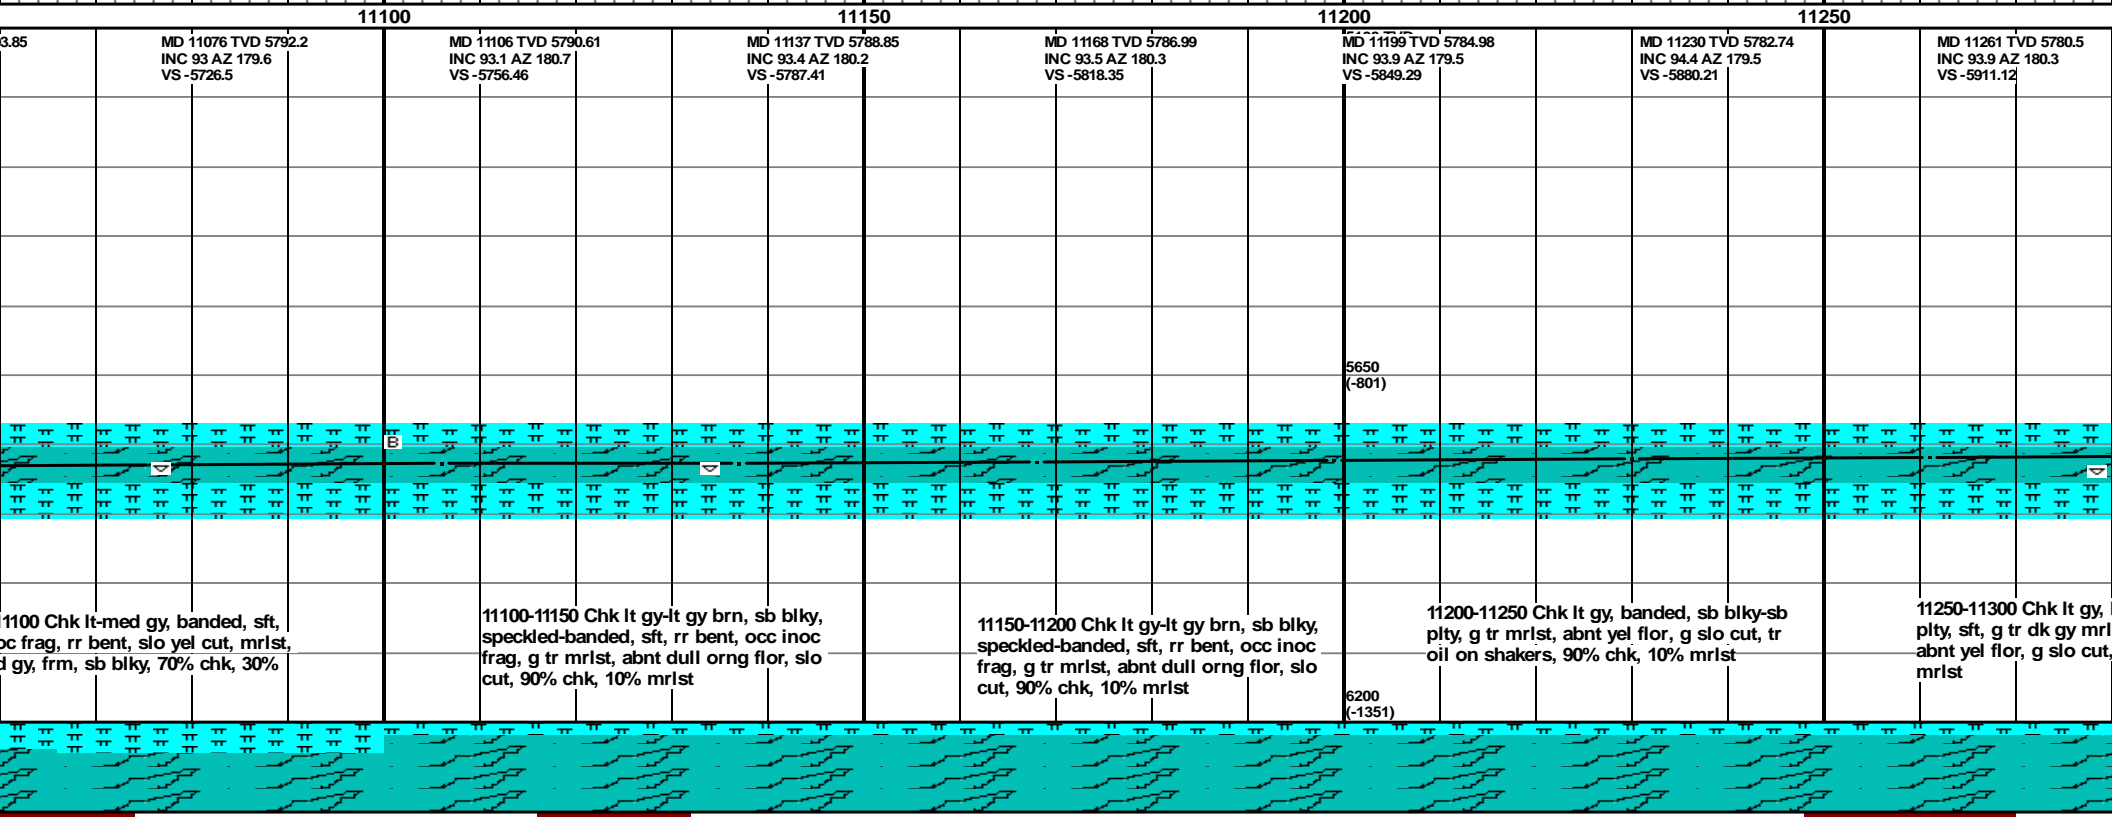 11100 11150 11200 11250
3.85
MD 11076 TVD 5792.2
INC 93 AZ 179.6
VS -5726.5
MD 11106 TVD 5790.61
INC 93.1 AZ 180.7
VS -5756.46
MD 11137 TVD 5788.85
INC 93.4 AZ 180.2
VS -5787.41
MD 11168 TVD 5786.99
INC 93.5 AZ 180.3
VS -5818.35
MD 11199 TVD 5784.98
INC 93.9 AZ 179.5
VS -5849.29
MD 11230 TVD 5782.74
INC 94.4 AZ 179.5
VS -5880.21
MD 11261 TVD 5780.5
INC 93.9 AZ 180.3
VS -5911.12
5650
(-801)
B
1100 Chk lt-med gy, banded, sft,
oc frag, rr bent, slo yel cut, mrlst,
d gy, frm, sb blky, 70% chk, 30%
11100-11150 Chk lt gy-lt gy brn, sb blky,
speckled-banded, sft, rr bent, occ inoc
frag, g tr mrlst, abnt dull orng flor, slo
cut, 90% chk, 10% mrlst
11150-11200 Chk lt gy-lt gy brn, sb blky,
speckled-banded, sft, rr bent, occ inoc
frag, g tr mrlst, abnt dull orng flor, slo
cut, 90% chk, 10% mrlst
11200-11250 Chk lt gy, banded, sb blky-sb
plty, g tr mrlst, abnt yel flor, g slo cut, tr
oil on shakers, 90% chk, 10% mrlst
11250-11300 Chk lt gy,
plty, sft, g tr dk gy mrl
abnt yel flor, g slo cut,
mrlst
6200
(-1351)